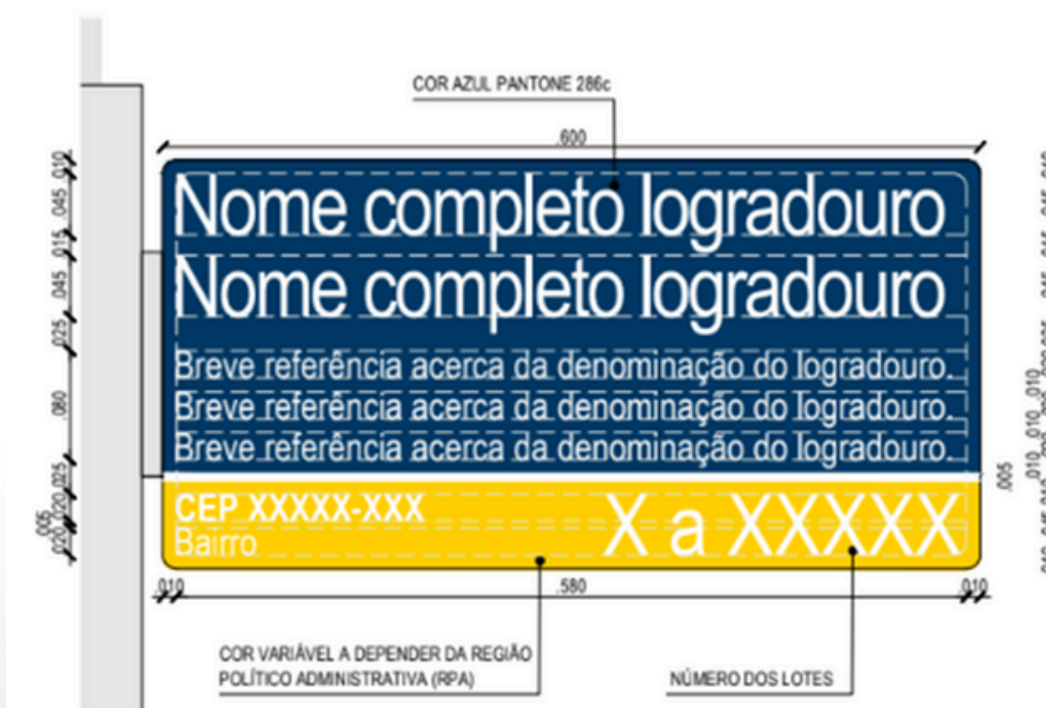 COR AZUL PANTONE 286c
.600
Nome completo logradouro
Nome completo logradouro
Breve referência acerca da denominação do logradouro.
Breve referência acerca da denominação do logradouro.
Breve referência acerca da denominação do logradouro.
CEP XXXXX-XXX
Bairro
X a XXXXX
.010
.045
.015
.045
.025
.080
.025
.020
.005
.020
.005
.010 .580 .010
COR VARIÁVEL A DEPENDER DA REGIÃO
POLÍTICO ADMINISTRATIVA (RPA)
NÚMERO DOS LOTES